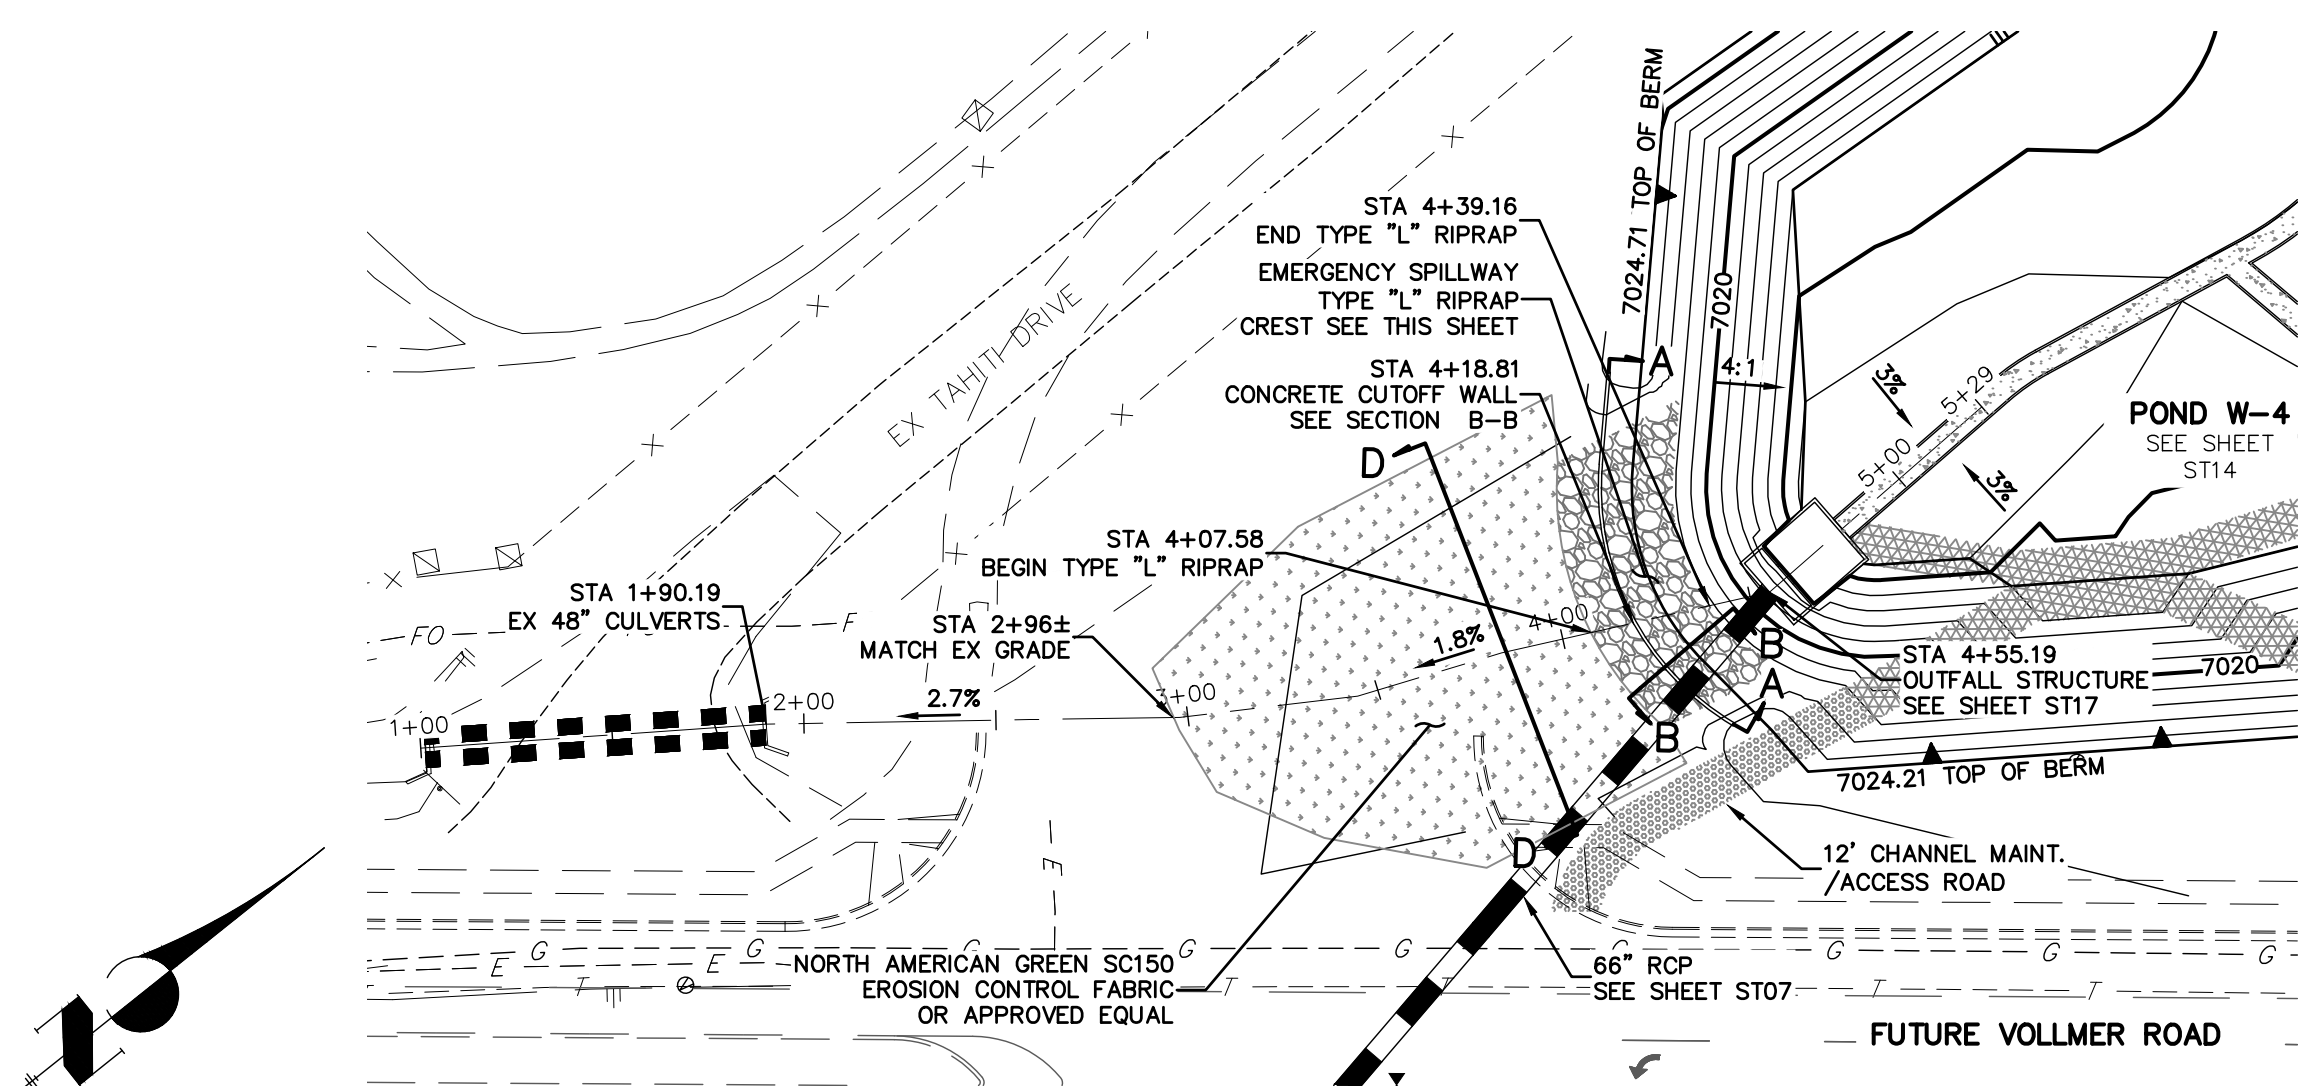 7024.71 TOP OF BERM
STA 4+39.16
END TYPE "L" RIPRAP
EMERGENCY SPILLWAY
TYPE "L" RIPRAP
CREST SEE THIS SHEET
STA 4+18.81
CONCRETE CUTOFF WALL
SEE SECTION B-B
7020
A
4:1
3%
5+29
5+00
3%
POND W-4
SEE SHEET
ST14
EX TAHITI DRIVE
D
STA 4+07.58
BEGIN TYPE "L" RIPRAP
STA 1+90.19
EX 48" CULVERTS
FO
F
STA 2+96±
MATCH EX GRADE
1.8%
4+00
B
STA 4+55.19
OUTFALL STRUCTURE
SEE SHEET ST17
7020
A
3+00
2.7%
2+00
1+00
B
7024.21 TOP OF BERM
D
E
12' CHANNEL MAINT.
/ACCESS ROAD
G
G
G
G
G
G
G
G
G
E
E
NORTH AMERICAN GREEN SC150
EROSION CONTROL FABRIC
OR APPROVED EQUAL
66" RCP
SEE SHEET ST07
T
T
T
T
T
FUTURE VOLLMER ROAD